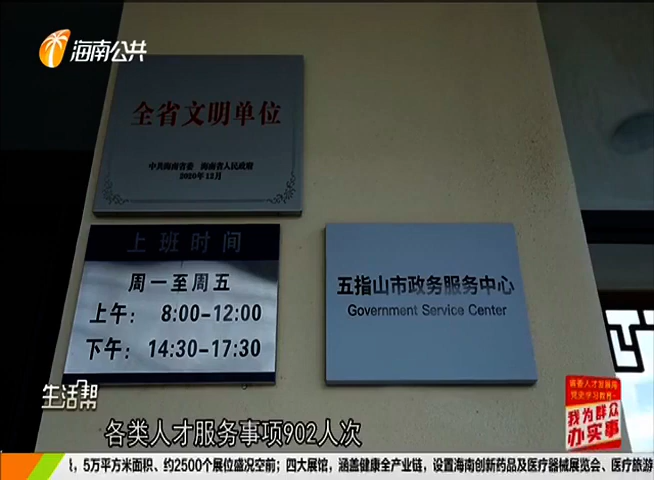 海南公共
全省文明单位
中共海南省委 海南省人民政府
2020年12月
上班时间
周一至周五
上午： 8:00-12:00
下午： 14:30-17:30
五指山市政务服务中心
Government Service Center
生活帮
党史学习教育
我为群众
办实事
各类人才服务事项902人次
5万平方米面积、约2500个展位盛况空前；四大展馆，涵盖健康全产业链，设置海南创新药品及医疗器械展览会、医疗旅游